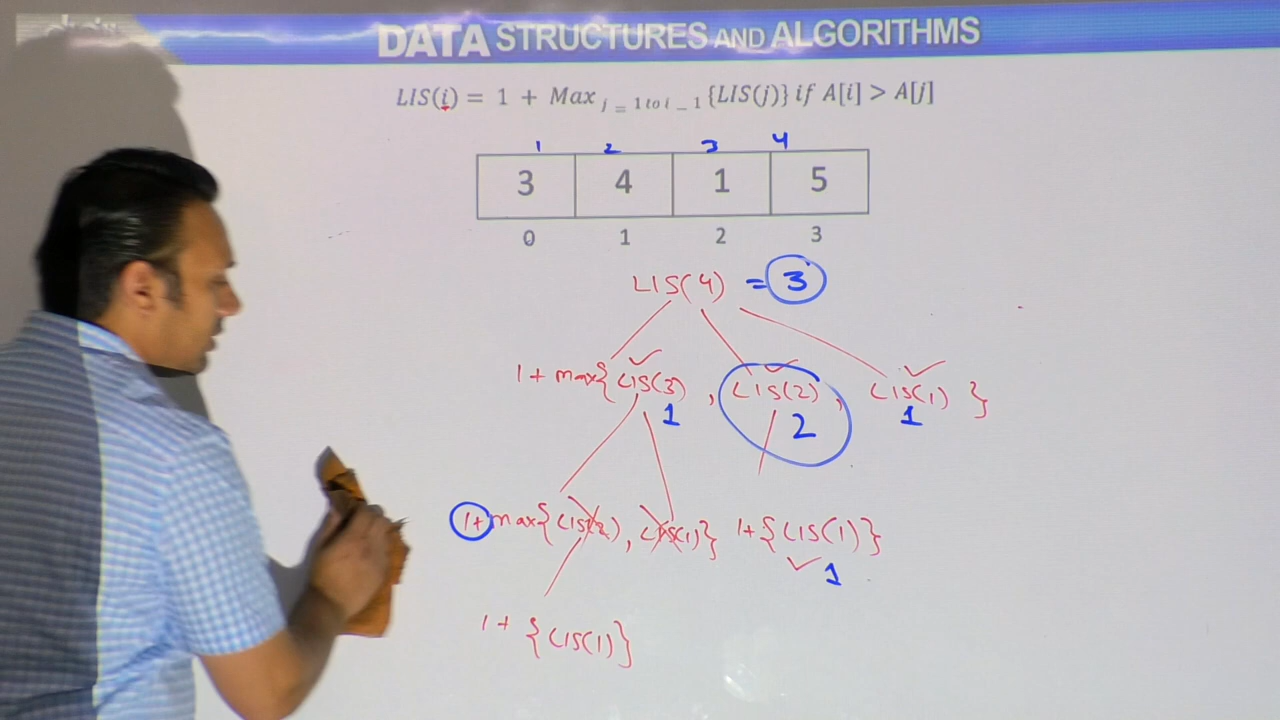 DATA STRUCTURES AND ALGORITHMS
LIS(i) = 1 + Max j = 1 to i − 1 {LIS(j)} if A[i] > A[j]
1 2 3 4
3 4 1 5
0 1 2 3
LIS(4) = 3
1 + max{ LIS(3) , LIS(2) , LIS(1) }
1 2 1
1+ max{ LIS(2) , LIS(1) } 1+ { LIS(1) }
1
1+ { LIS(1) }